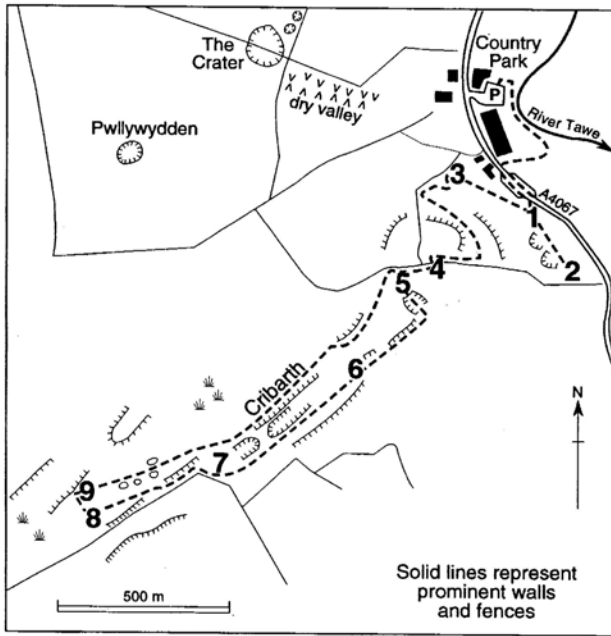 The
Crater
Country
Park
P
dry valley
River Tawe
Pwllywydden
3
A4067
1
2
4
5
6
Cribarth
N
7
9
8
500 m
Solid lines represent
prominent walls
and fences